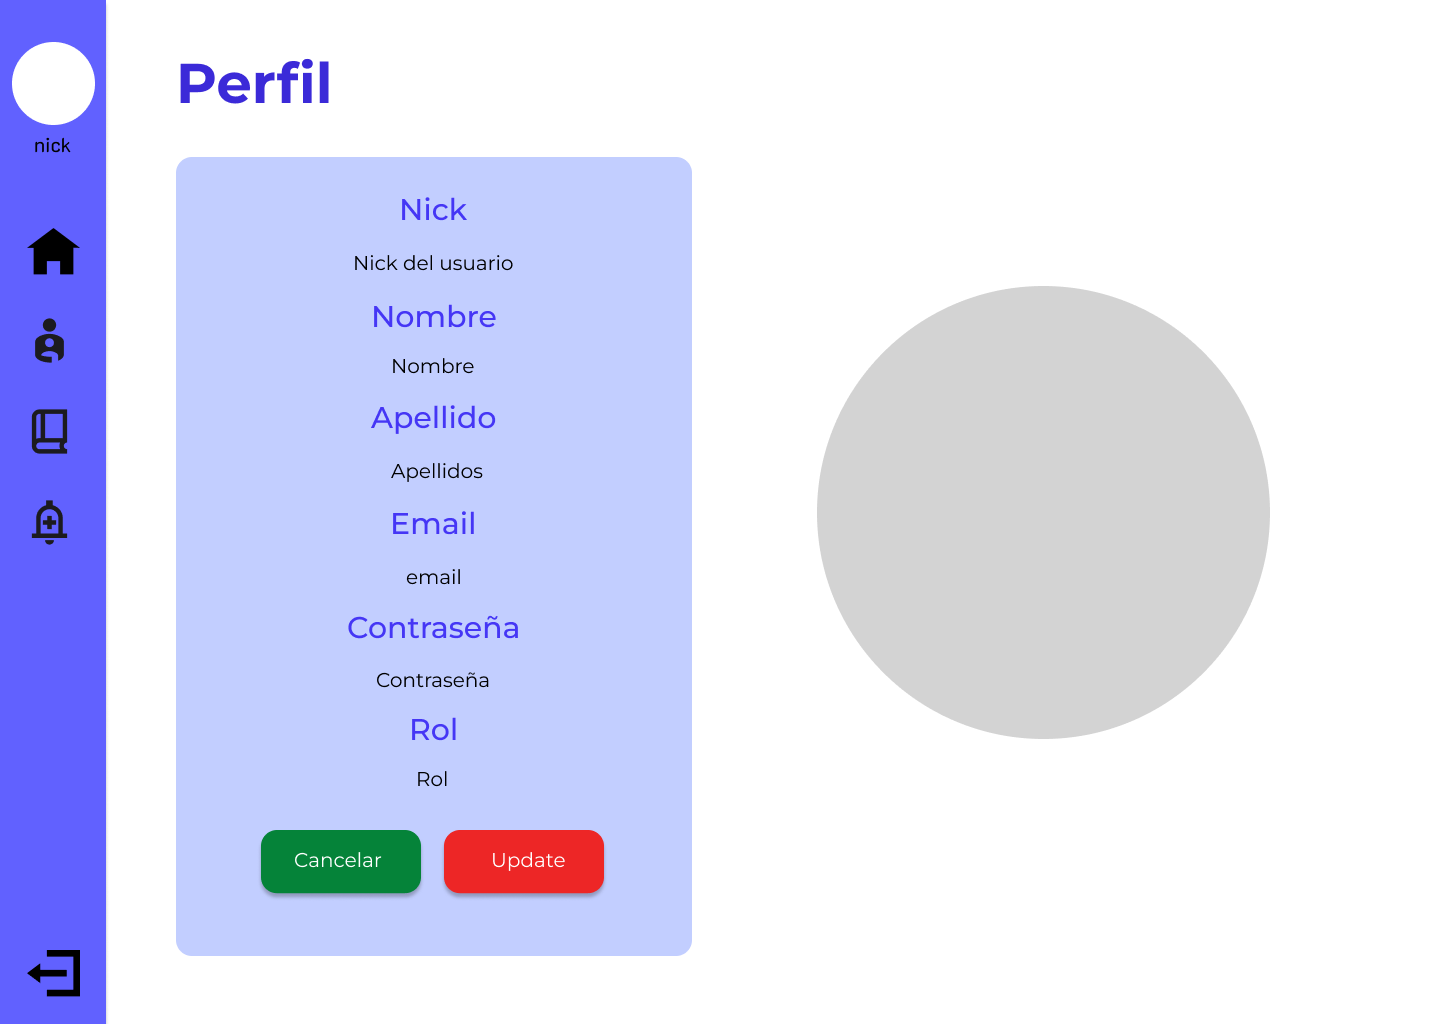 nick
Perfil
Nick
Nick del usuario
Nombre
Nombre
Apellido
Apellidos
Email
email
Contraseña
Contraseña
Rol
Rol
Cancelar Update